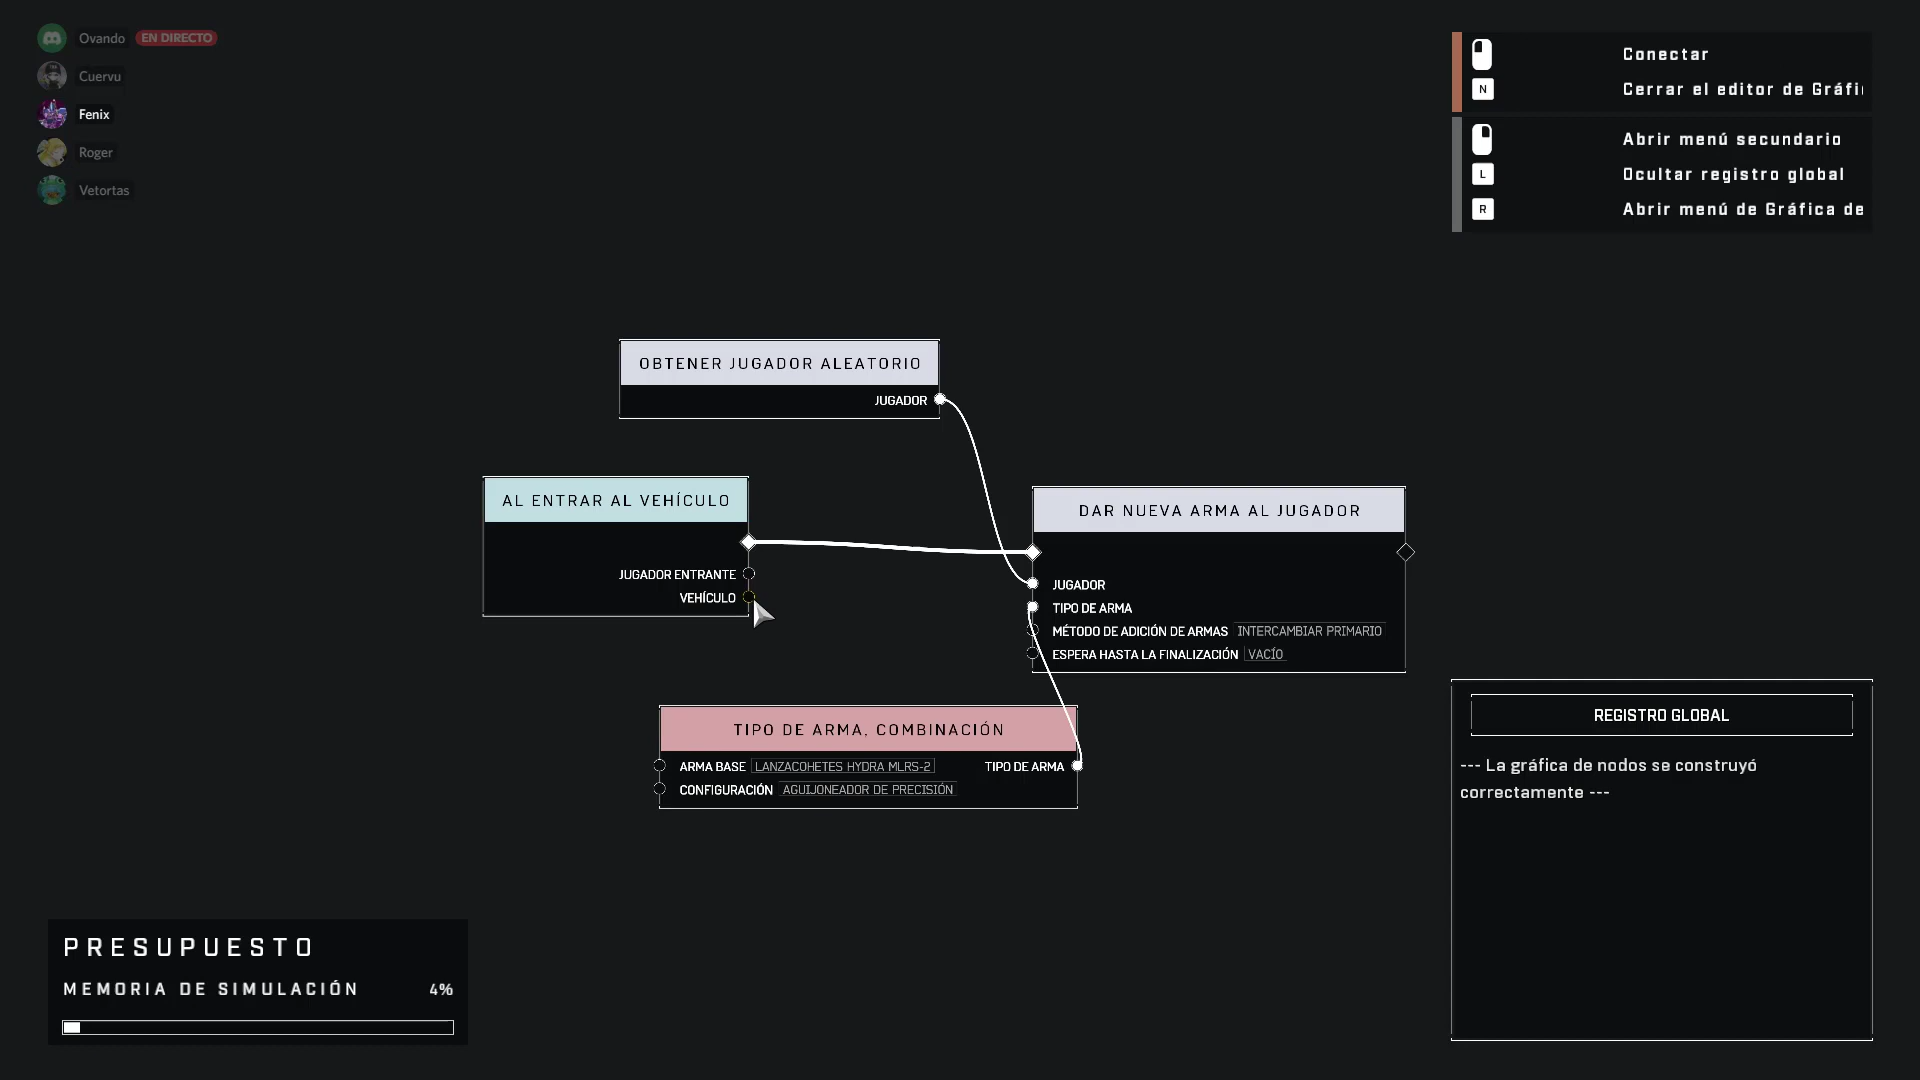 Ovando EN DIRECTO
Cuervu
Fenix
Roger
Vetortas
Conectar
N Cerrar el editor de Gráfi
Abrir menú secundario
L Ocultar registro global
R Abrir menú de Gráfica de
OBTENER JUGADOR ALEATORIO
JUGADOR
AL ENTRAR AL VEHÍCULO
JUGADOR ENTRANTE
VEHÍCULO
DAR NUEVA ARMA AL JUGADOR
JUGADOR
TIPO DE ARMA
MÉTODO DE ADICIÓN DE ARMAS INTERCAMBIAR PRIMARIO
ESPERA HASTA LA FINALIZACIÓN VACÍO
TIPO DE ARMA, COMBINACIÓN
ARMA BASE LANZACOHETES HYDRA MLRS-2 TIPO DE ARMA
CONFIGURACIÓN AGUIJONEADOR DE PRECISIÓN
REGISTRO GLOBAL
--- La gráfica de nodos se construyó
correctamente ---
PRESUPUESTO
MEMORIA DE SIMULACIÓN 4%